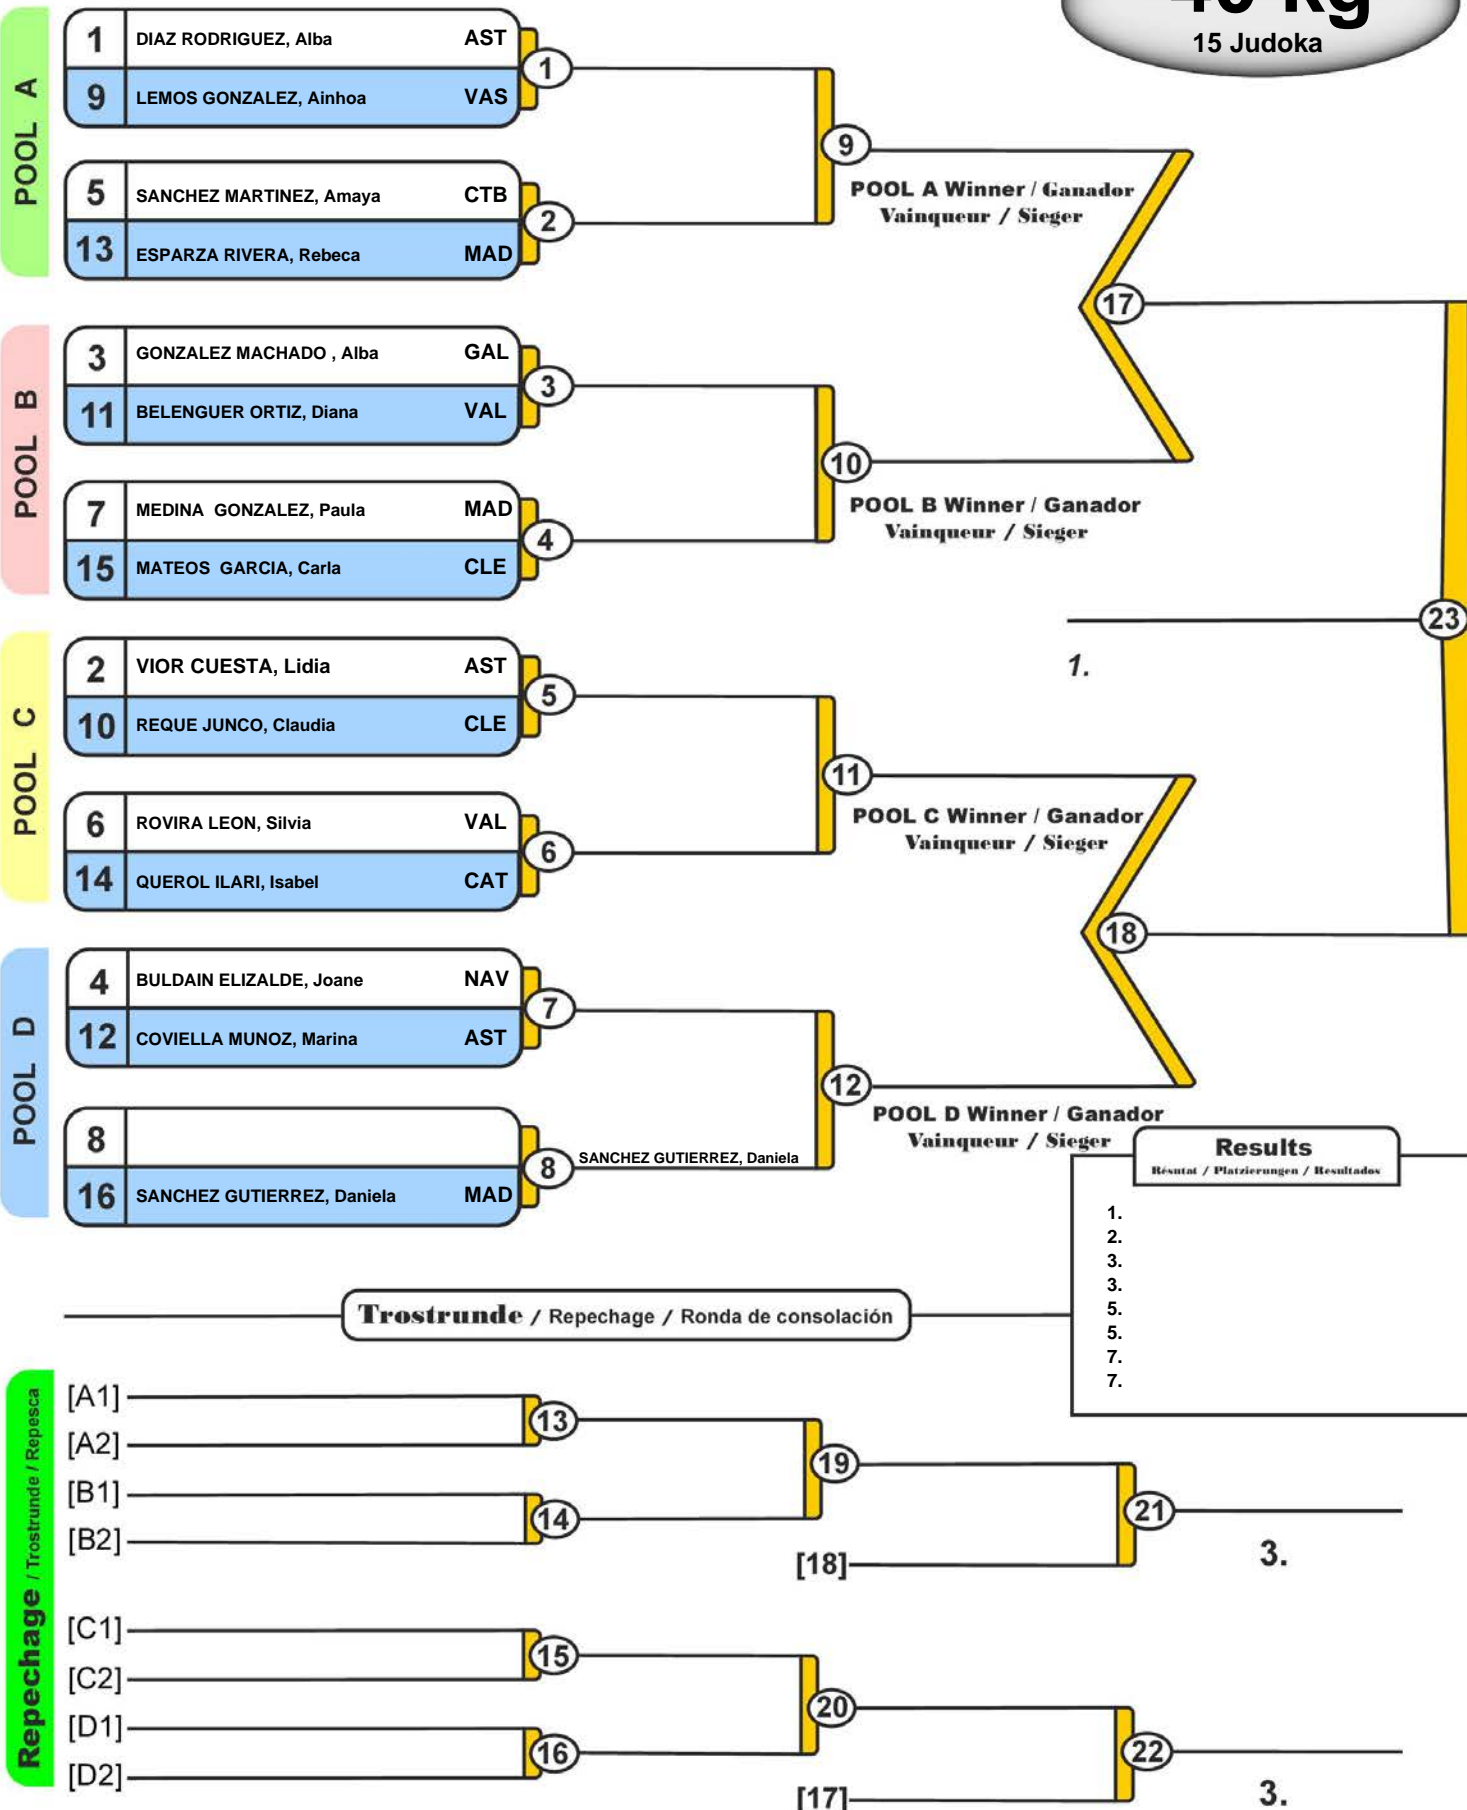 15 Judoka
POOL A
1 DIAZ RODRIGUEZ, Alba AST
9 LEMOS GONZALEZ, Ainhoa VAS
1
5 SANCHEZ MARTINEZ, Amaya CTB
13 ESPARZA RIVERA, Rebeca MAD
2
9
POOL A Winner / Ganador
Vainqueur / Sieger
17
POOL B
3 GONZALEZ MACHADO , Alba GAL
11 BELENGUER ORTIZ, Diana VAL
3
7 MEDINA GONZALEZ, Paula MAD
15 MATEOS GARCIA, Carla CLE
4
10
POOL B Winner / Ganador
Vainqueur / Sieger
23
1.
POOL C
2 VIOR CUESTA, Lidia AST
10 REQUE JUNCO, Claudia CLE
5
6 ROVIRA LEON, Silvia VAL
14 QUEROL ILARI, Isabel CAT
6
11
POOL C Winner / Ganador
Vainqueur / Sieger
18
POOL D
4 BULDAIN ELIZALDE, Joane NAV
12 COVIELLA MUNOZ, Marina AST
7
8
16 SANCHEZ GUTIERREZ, Daniela MAD
8
SANCHEZ GUTIERREZ, Daniela
12
POOL D Winner / Ganador
Vainqueur / Sieger
Results
Résutat / Platzierungen / Resultados
1.
2.
3.
3.
5.
5.
7.
7.
Trostrunde / Repechage / Ronda de consolación
Repechage / Trostrunde / Repesca
[A1]
[A2]
13
[B1]
[B2]
14
19
[18]
21
3.
[C1]
[C2]
15
[D1]
[D2]
16
20
[17]
22
3.